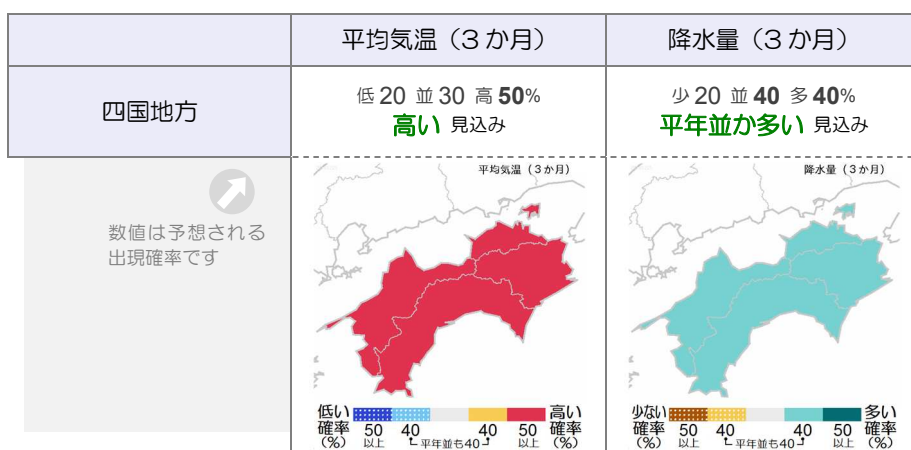 平均気温（３か月）
降水量（３か月）
四国地方
低 20 並 30 高 50%
高い 見込み
少 20 並 40 多 40%
平年並か多い 見込み
数値は予想される
出現確率です
平均気温（３か月）
低い
確率
(%)
50
以上
40
平年並も40
40
50
以上
高い
確率
(%)
降水量（３か月）
少ない
確率
(%)
50
以上
40
平年並も40
40
50
以上
多い
確率
(%)